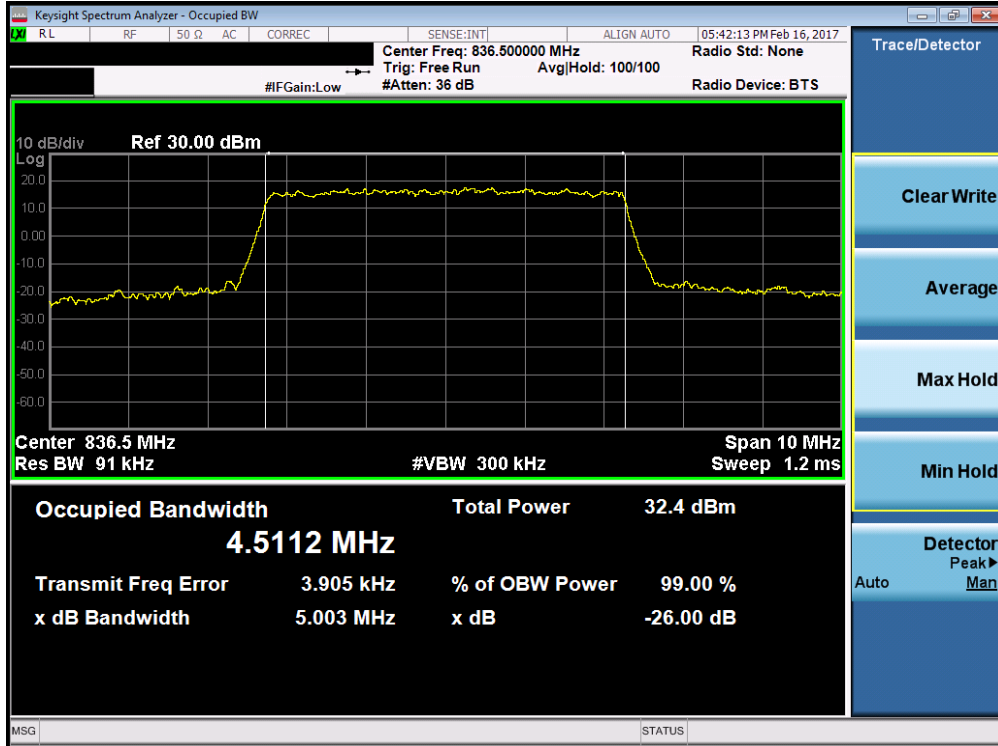 Keysight Spectrum Analyzer - Occupied BW
LXI RL RF 50 Ω AC CORREC SENSE:INT ALIGN AUTO 05:42:13 PM Feb 16, 2017
Center Freq: 836.500000 MHz Radio Std: None
Trig: Free Run Avg|Hold: 100/100
#IFGain:Low #Atten: 36 dB Radio Device: BTS
Trace/Detector
10 dB/div Ref 30.00 dBm
Log
20.0
10.0
0.00
-10.0
-20.0
-30.0
-40.0
-50.0
-60.0
Center 836.5 MHz Span 10 MHz
Res BW 91 kHz #VBW 300 kHz Sweep 1.2 ms
Occupied Bandwidth Total Power 32.4 dBm
4.5112 MHz
Transmit Freq Error 3.905 kHz % of OBW Power 99.00 %
x dB Bandwidth 5.003 MHz x dB -26.00 dB
Clear Write
Average
Max Hold
Min Hold
Detector
Peak▶
Auto Man
MSG STATUS